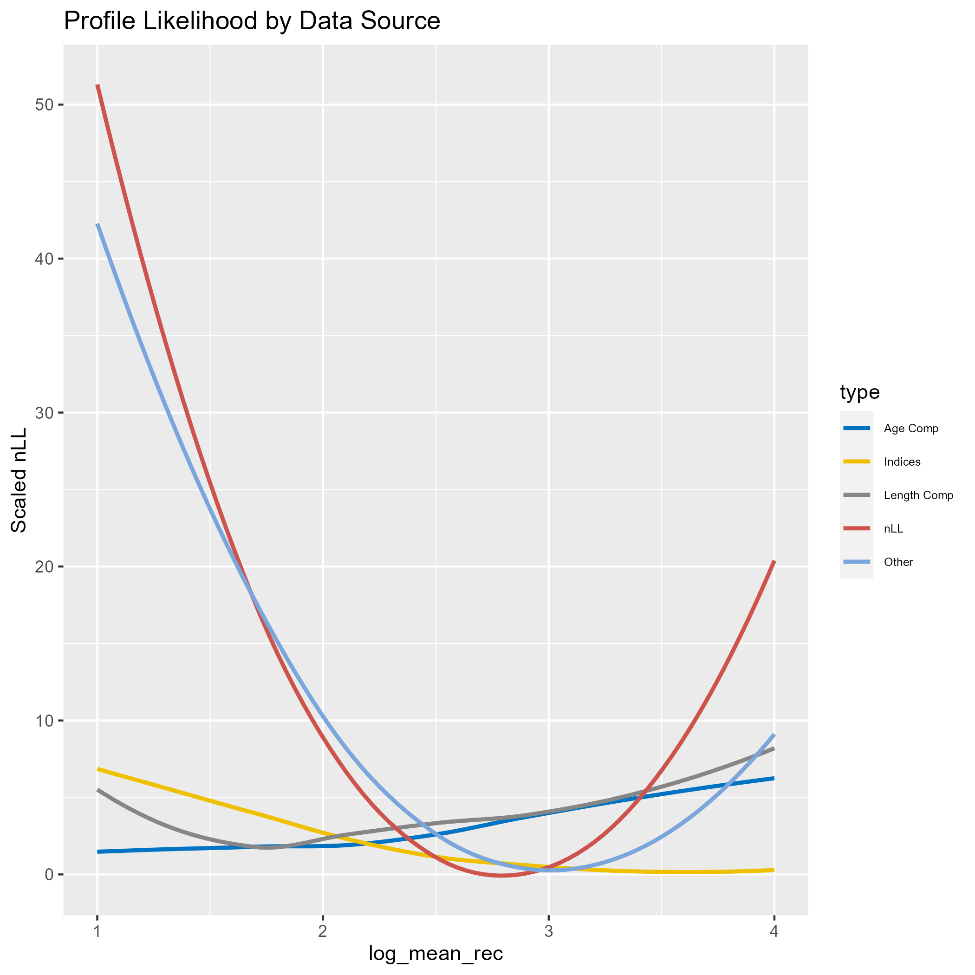 Profile Likelihood by Data Source
Scaled nLL
50
40
30
20
10
0
1
2
3
4
log_mean_rec
type
Age Comp
Indices
Length Comp
nLL
Other